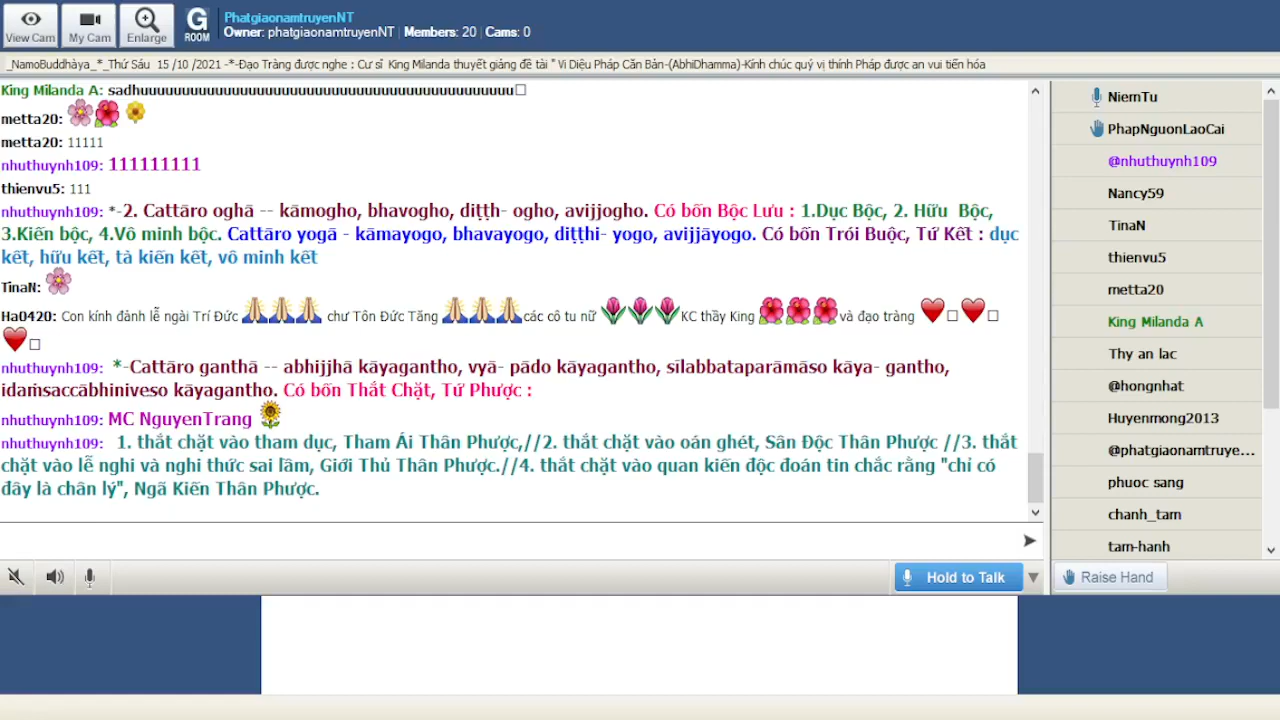 View Cam
My Cam
Enlarge
G
ROOM
PhatgiaonamtruyenNT
Owner: phatgiaonamtruyenNT | Members: 20 | Cams: 0
_NamoBuddhàya_*_Thứ Sáu 15 /10 /2021 -*-Đạo Tràng được nghe : Cư sĩ King Milanda thuyết giảng đề tài " Vi Diệu Pháp Căn Bản-(AbhiDhamma)-Kính chúc quý vị thính Pháp được an vui tiến hóa
King Milanda A: sadhuuuuuuuuuuuuuuuuuuuuuuuuuuuuuuuuuuuuuuuuuuuu
metta20:
metta20: 11111
nhuthuynh109: 111111111
thienvu5: 111
nhuthuynh109: *-2. Cattāro oghā -- kāmogho, bhavogho, diṭṭh- ogho, avijjogho. Có bốn Bộc Lưu : 1.Dục Bộc, 2. Hữu Bộc,
3.Kiến bộc, 4.Vô minh bộc. Cattāro yogā - kāmayogo, bhavayogo, diṭṭhi- yogo, avijjāyogo. Có bốn Trói Buộc, Tứ Kết : dục
kết, hữu kết, tà kiến kết, vô minh kết
TinaN:
Ha0420: Con kính đảnh lễ ngài Trí Đức chư Tôn Đức Tăng các cô tu nữ KC thầy King và đạo tràng
nhuthuynh109: *-Cattāro ganthā -- abhijjhā kāyagantho, vyā- pādo kāyagantho, sīlabbataparāmāso kāya- gantho,
idaṁsaccābhiniveso kāyagantho. Có bốn Thắt Chặt, Tứ Phược :
nhuthuynh109: MC NguyenTrang
nhuthuynh109: 1. thắt chặt vào tham dục, Tham Ái Thân Phược,//2. thắt chặt vào oán ghét, Sân Độc Thân Phược //3. thắt
chặt vào lễ nghi và nghi thức sai lầm, Giới Thủ Thân Phược.//4. thắt chặt vào quan kiến độc đoán tin chắc rằng "chỉ có
đây là chân lý", Ngã Kiến Thân Phược.
Hold to Talk
NiemTu
PhapNguonLaoCai
@nhuthuynh109
Nancy59
TinaN
thienvu5
metta20
King Milanda A
Thy an lac
@hongnhat
Huyenmong2013
@phatgiaonamtruye...
phuoc sang
chanh_tam
tam-hanh
Raise Hand